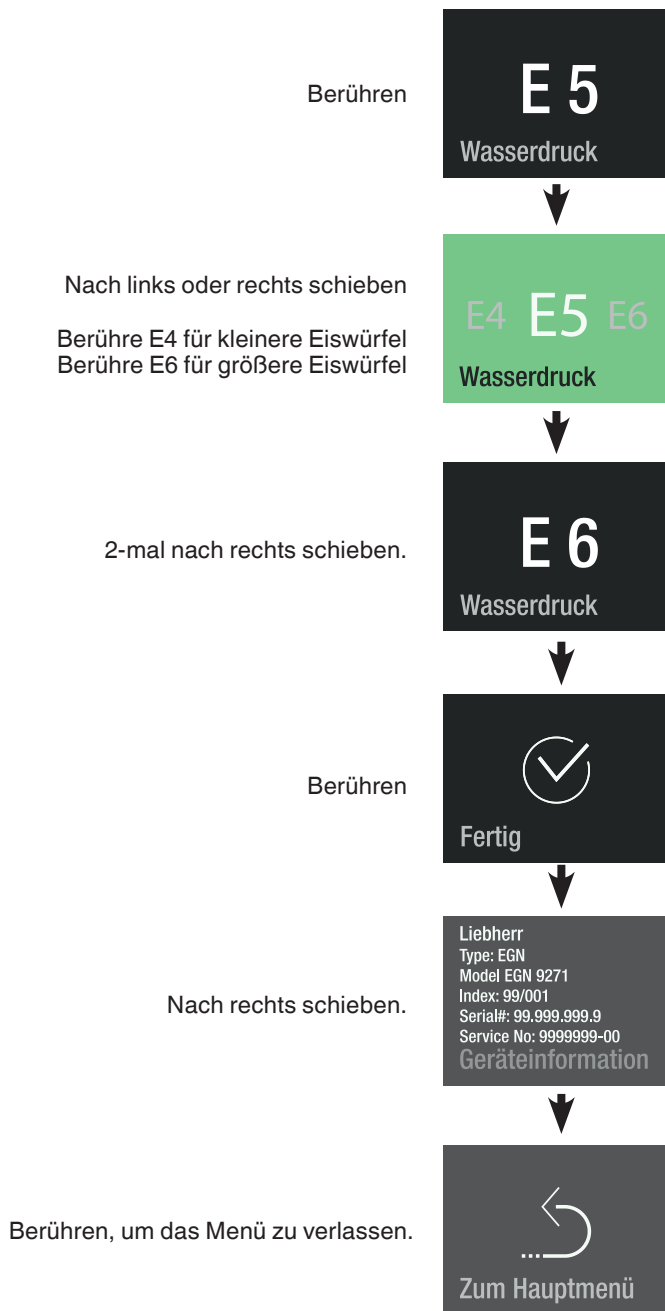 Berühren
E 5
Wasserdruck
Nach links oder rechts schieben
Berühre E4 für kleinere Eiswürfel
Berühre E6 für größere Eiswürfel
E4 E5 E6
Wasserdruck
2-mal nach rechts schieben.
E 6
Wasserdruck
Berühren
Fertig
Nach rechts schieben.
Liebherr
Type: EGN
Model EGN 9271
Index: 99/001
Serial#: 99.999.999.9
Service No: 9999999-00
Geräteinformation
Berühren, um das Menü zu verlassen.
Zum Hauptmenü